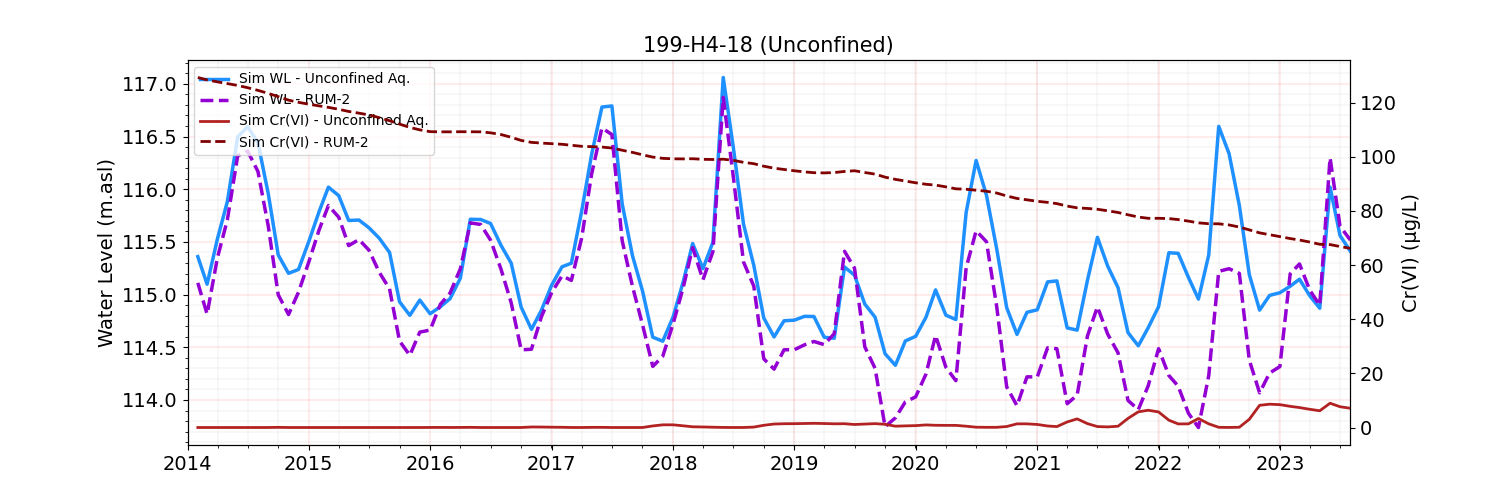 199-H4-18 (Unconfined)
Sim WL - Unconfined Aq.
Sim WL - RUM-2
Sim Cr(VI) - Unconfined Aq.
Sim Cr(VI) - RUM-2
Water Level (m.asl)
117.0
116.5
116.0
115.5
115.0
114.5
114.0
120
100
80
60
40
20
0
Cr(VI) (µg/L)
2014 2015 2016 2017 2018 2019 2020 2021 2022 2023